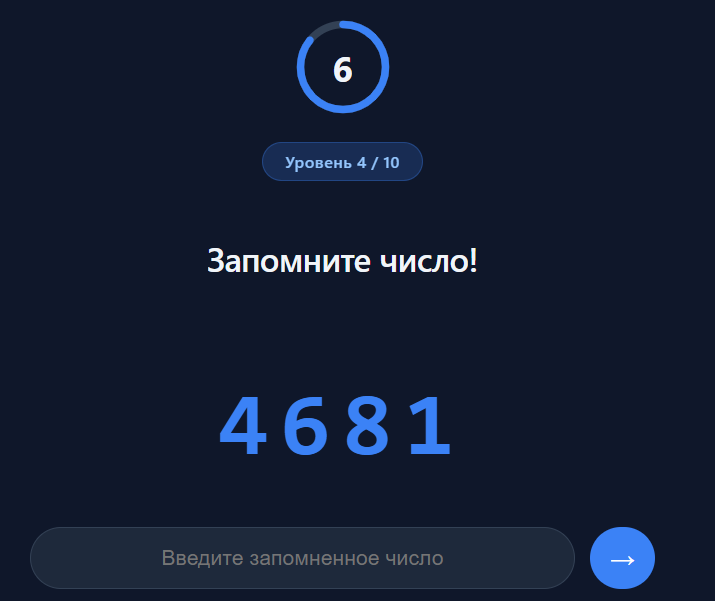 6
Уровень 4 / 10
Запомните число!
4681
Введите запомненное число
→